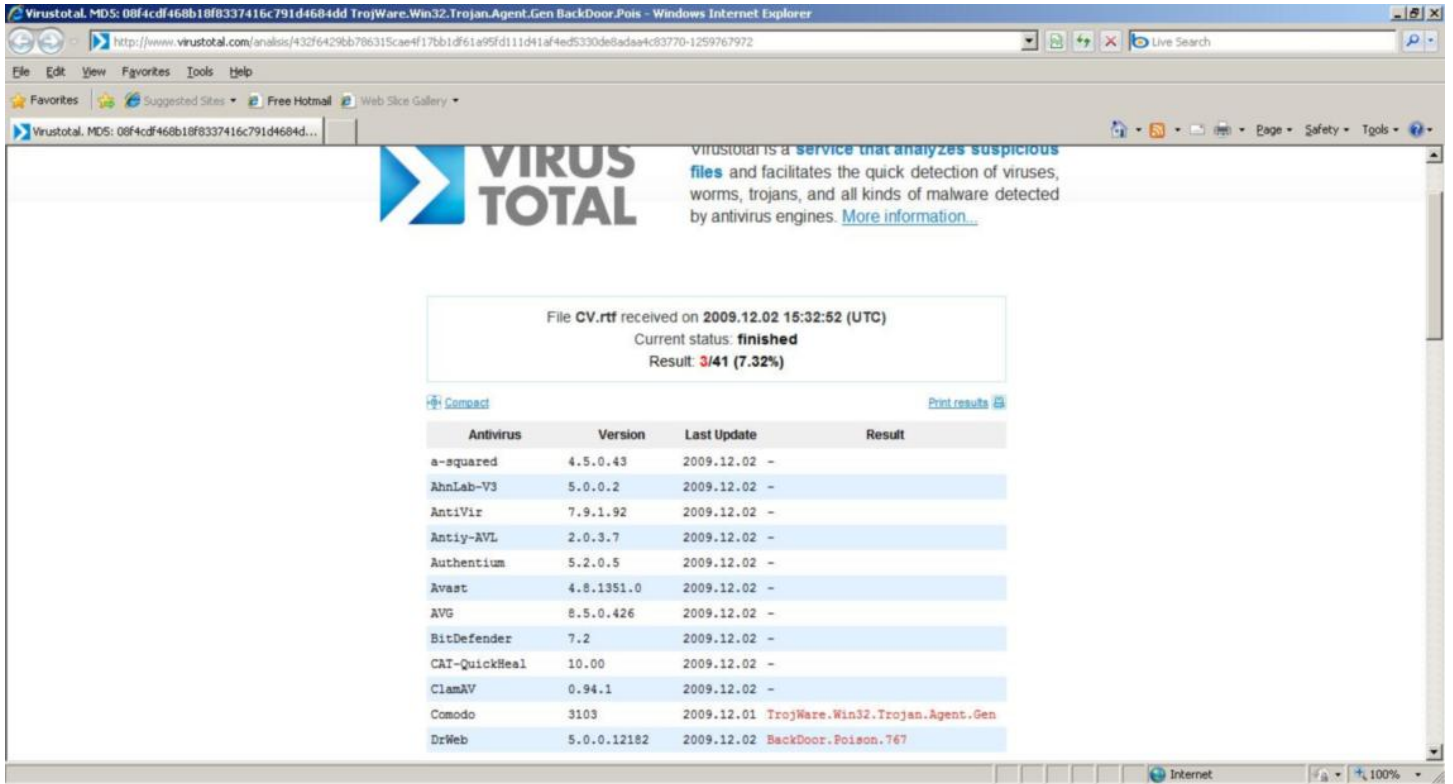 Virustotal. MD5: 08f4cdf468b18f8337416c791d4684dd TrojWare.Win32.Trojan.Agent.Gen BackDoor.Pois - Windows Internet Explorer
http://www.virustotal.com/analisis/432f6429bb786315cae4f17bb1df61a95fd111d41af4ed5330de8adaa4c83770-1259767972
Live Search
File Edit View Favorites Tools Help
Favorites Suggested Sites Free Hotmail Web Slice Gallery
Virustotal. MD5: 08f4cdf468b18f8337416c791d4684d...
Page Safety Tools
VIRUS
TOTAL
Virustotal is a service that analyzes suspicious
files and facilitates the quick detection of viruses,
worms, trojans, and all kinds of malware detected
by antivirus engines. More information...
File CV.rtf received on 2009.12.02 15:32:52 (UTC)
Current status: finished
Result: 3/41 (7.32%)
Compact Print results
Antivirus Version Last Update Result
a-squared 4.5.0.43 2009.12.02 -
AhnLab-V3 5.0.0.2 2009.12.02 -
AntiVir 7.9.1.92 2009.12.02 -
Antiy-AVL 2.0.3.7 2009.12.02 -
Authentium 5.2.0.5 2009.12.02 -
Avast 4.8.1351.0 2009.12.02 -
AVG 8.5.0.426 2009.12.02 -
BitDefender 7.2 2009.12.02 -
CAT-QuickHeal 10.00 2009.12.02 -
ClamAV 0.94.1 2009.12.02 -
Comodo 3103 2009.12.01 TrojWare.Win32.Trojan.Agent.Gen
DrWeb 5.0.0.12182 2009.12.02 BackDoor.Poison.767
Internet 100%